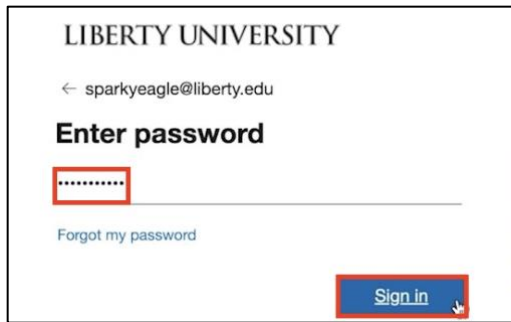 LIBERTY UNIVERSITY
← sparkyeagle@liberty.edu
Enter password
•••••••••••
Forgot my password
Sign in